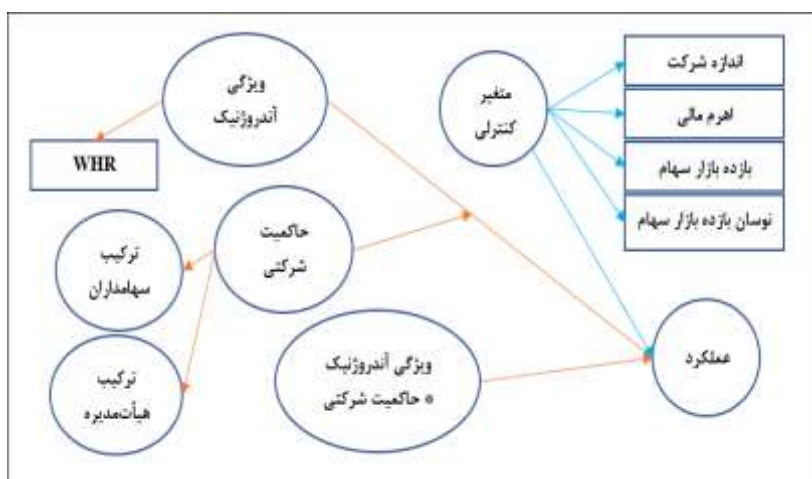 ویژگی
آندروژنیک
WHR
متغیر
کنترلی
اندازه شرکت
اهرم مالی
بازده بازار سهام
نوسان بازده بازار سهام
حاکمیت
شرکتی
ترکیب
سهامداران
ترکیب
هیأت‌مدیره
ویژگی آندروژنیک
* حاکمیت شرکتی
عملکرد